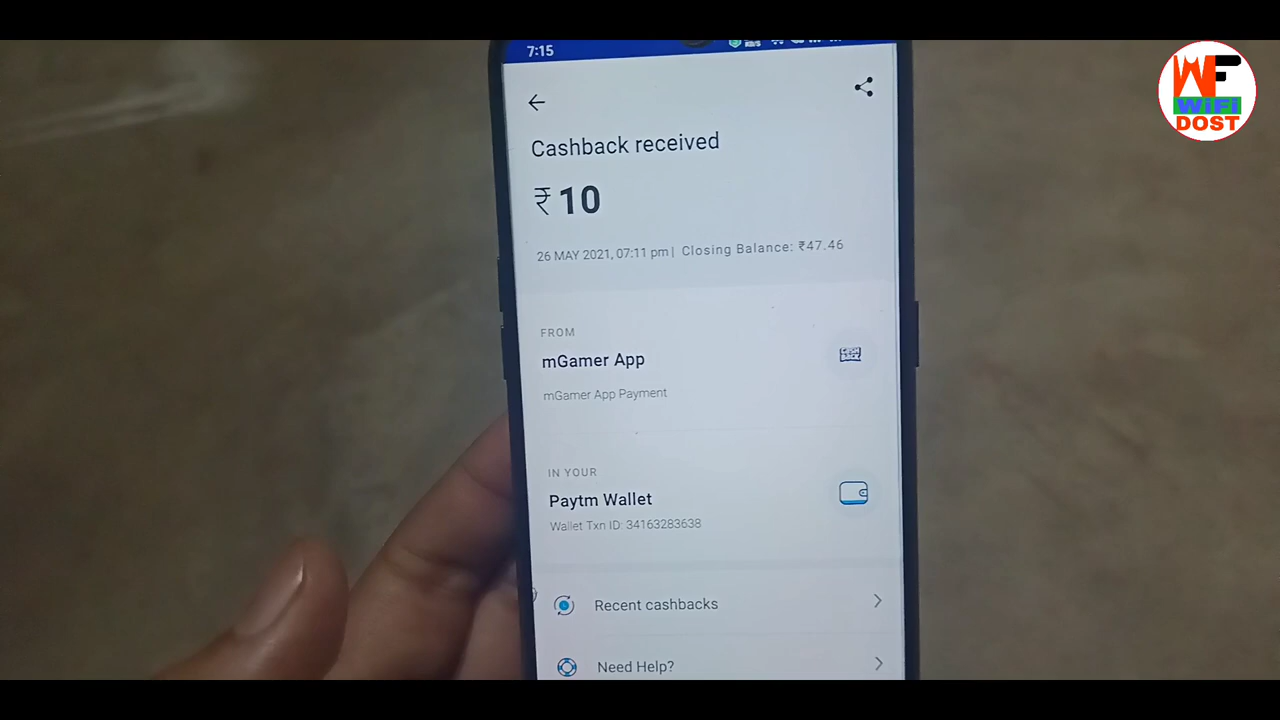 7:15
WF
WiFi
DOST
Cashback received
₹10
26 MAY 2021, 07:11 pm | Closing Balance: ₹47.46
FROM
mGamer App
mGamer App Payment
IN YOUR
Paytm Wallet
Wallet Txn ID: 34163283638
Recent cashbacks
Need Help?